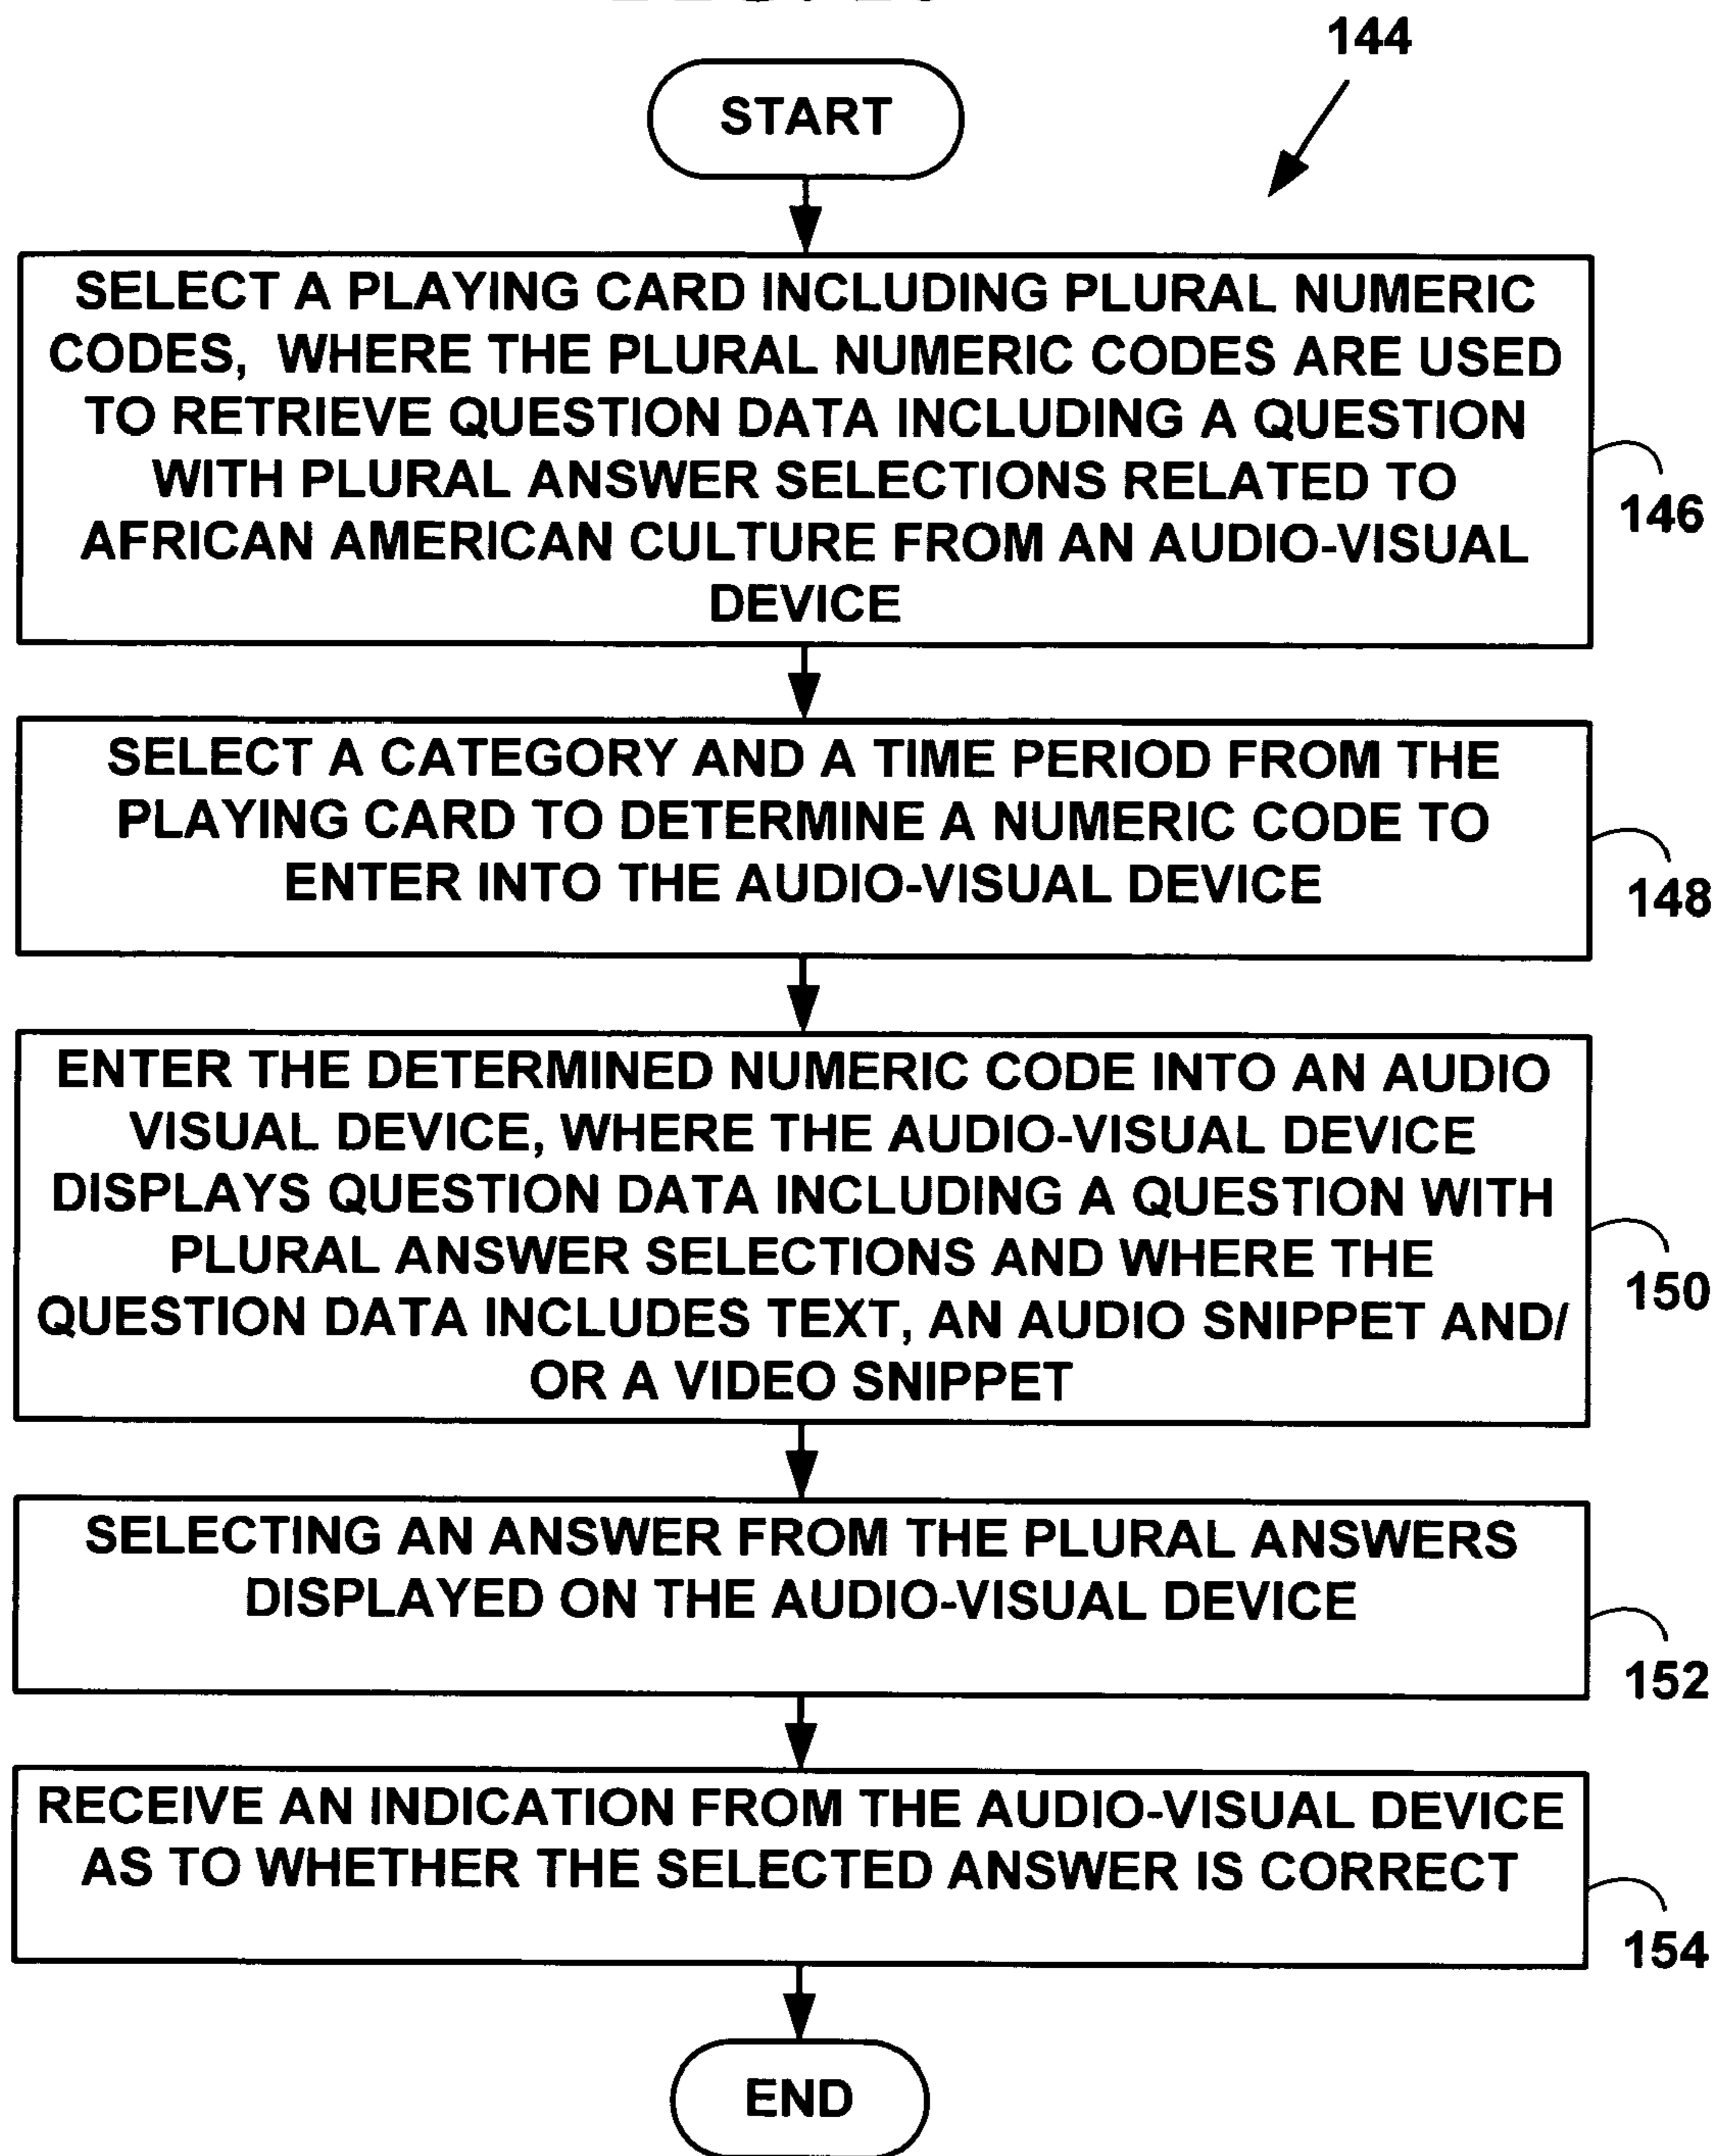 144
START
SELECT A PLAYING CARD INCLUDING PLURAL NUMERIC
CODES, WHERE THE PLURAL NUMERIC CODES ARE USED
TO RETRIEVE QUESTION DATA INCLUDING A QUESTION
WITH PLURAL ANSWER SELECTIONS RELATED TO
AFRICAN AMERICAN CULTURE FROM AN AUDIO-VISUAL
DEVICE
146
SELECT A CATEGORY AND A TIME PERIOD FROM THE
PLAYING CARD TO DETERMINE A NUMERIC CODE TO
ENTER INTO THE AUDIO-VISUAL DEVICE
148
ENTER THE DETERMINED NUMERIC CODE INTO AN AUDIO
VISUAL DEVICE, WHERE THE AUDIO-VISUAL DEVICE
DISPLAYS QUESTION DATA INCLUDING A QUESTION WITH
PLURAL ANSWER SELECTIONS AND WHERE THE
QUESTION DATA INCLUDES TEXT, AN AUDIO SNIPPET AND/
OR A VIDEO SNIPPET
150
SELECTING AN ANSWER FROM THE PLURAL ANSWERS
DISPLAYED ON THE AUDIO-VISUAL DEVICE
152
RECEIVE AN INDICATION FROM THE AUDIO-VISUAL DEVICE
AS TO WHETHER THE SELECTED ANSWER IS CORRECT
154
END